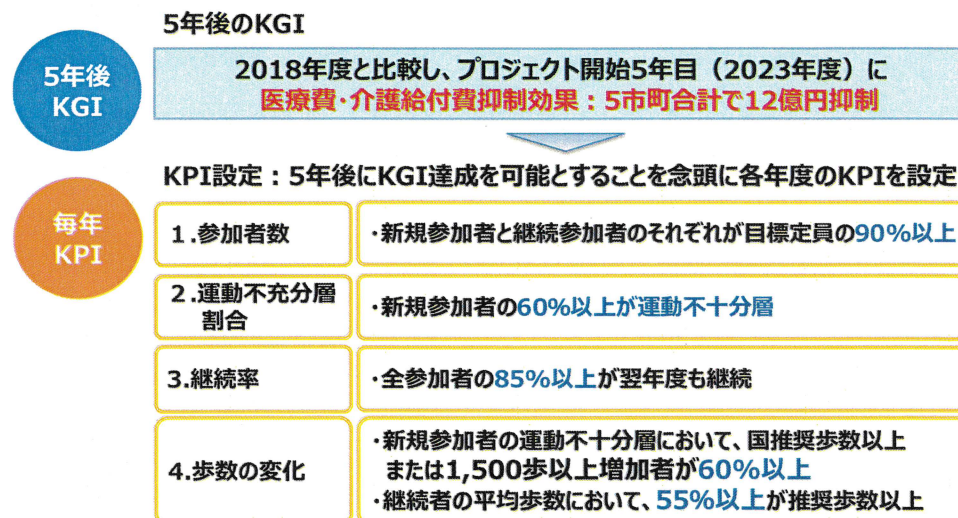 5年後のKGI
5年後
KGI
2018年度と比較し、プロジェクト開始5年目（2023年度）に
医療費・介護給付費抑制効果：5市町合計で12億円抑制
KPI設定：5年後にKGI達成を可能とすることを念頭に各年度のKPIを設定
毎年
KPI
1.参加者数
・新規参加者と継続参加者のそれぞれが目標定員の90%以上
2.運動不充分層
割合
・新規参加者の60%以上が運動不十分層
3.継続率
・全参加者の85%以上が翌年度も継続
4.歩数の変化
・新規参加者の運動不十分層において、国推奨歩数以上
または1,500歩以上増加者が60%以上
・継続者の平均歩数において、55%以上が推奨歩数以上